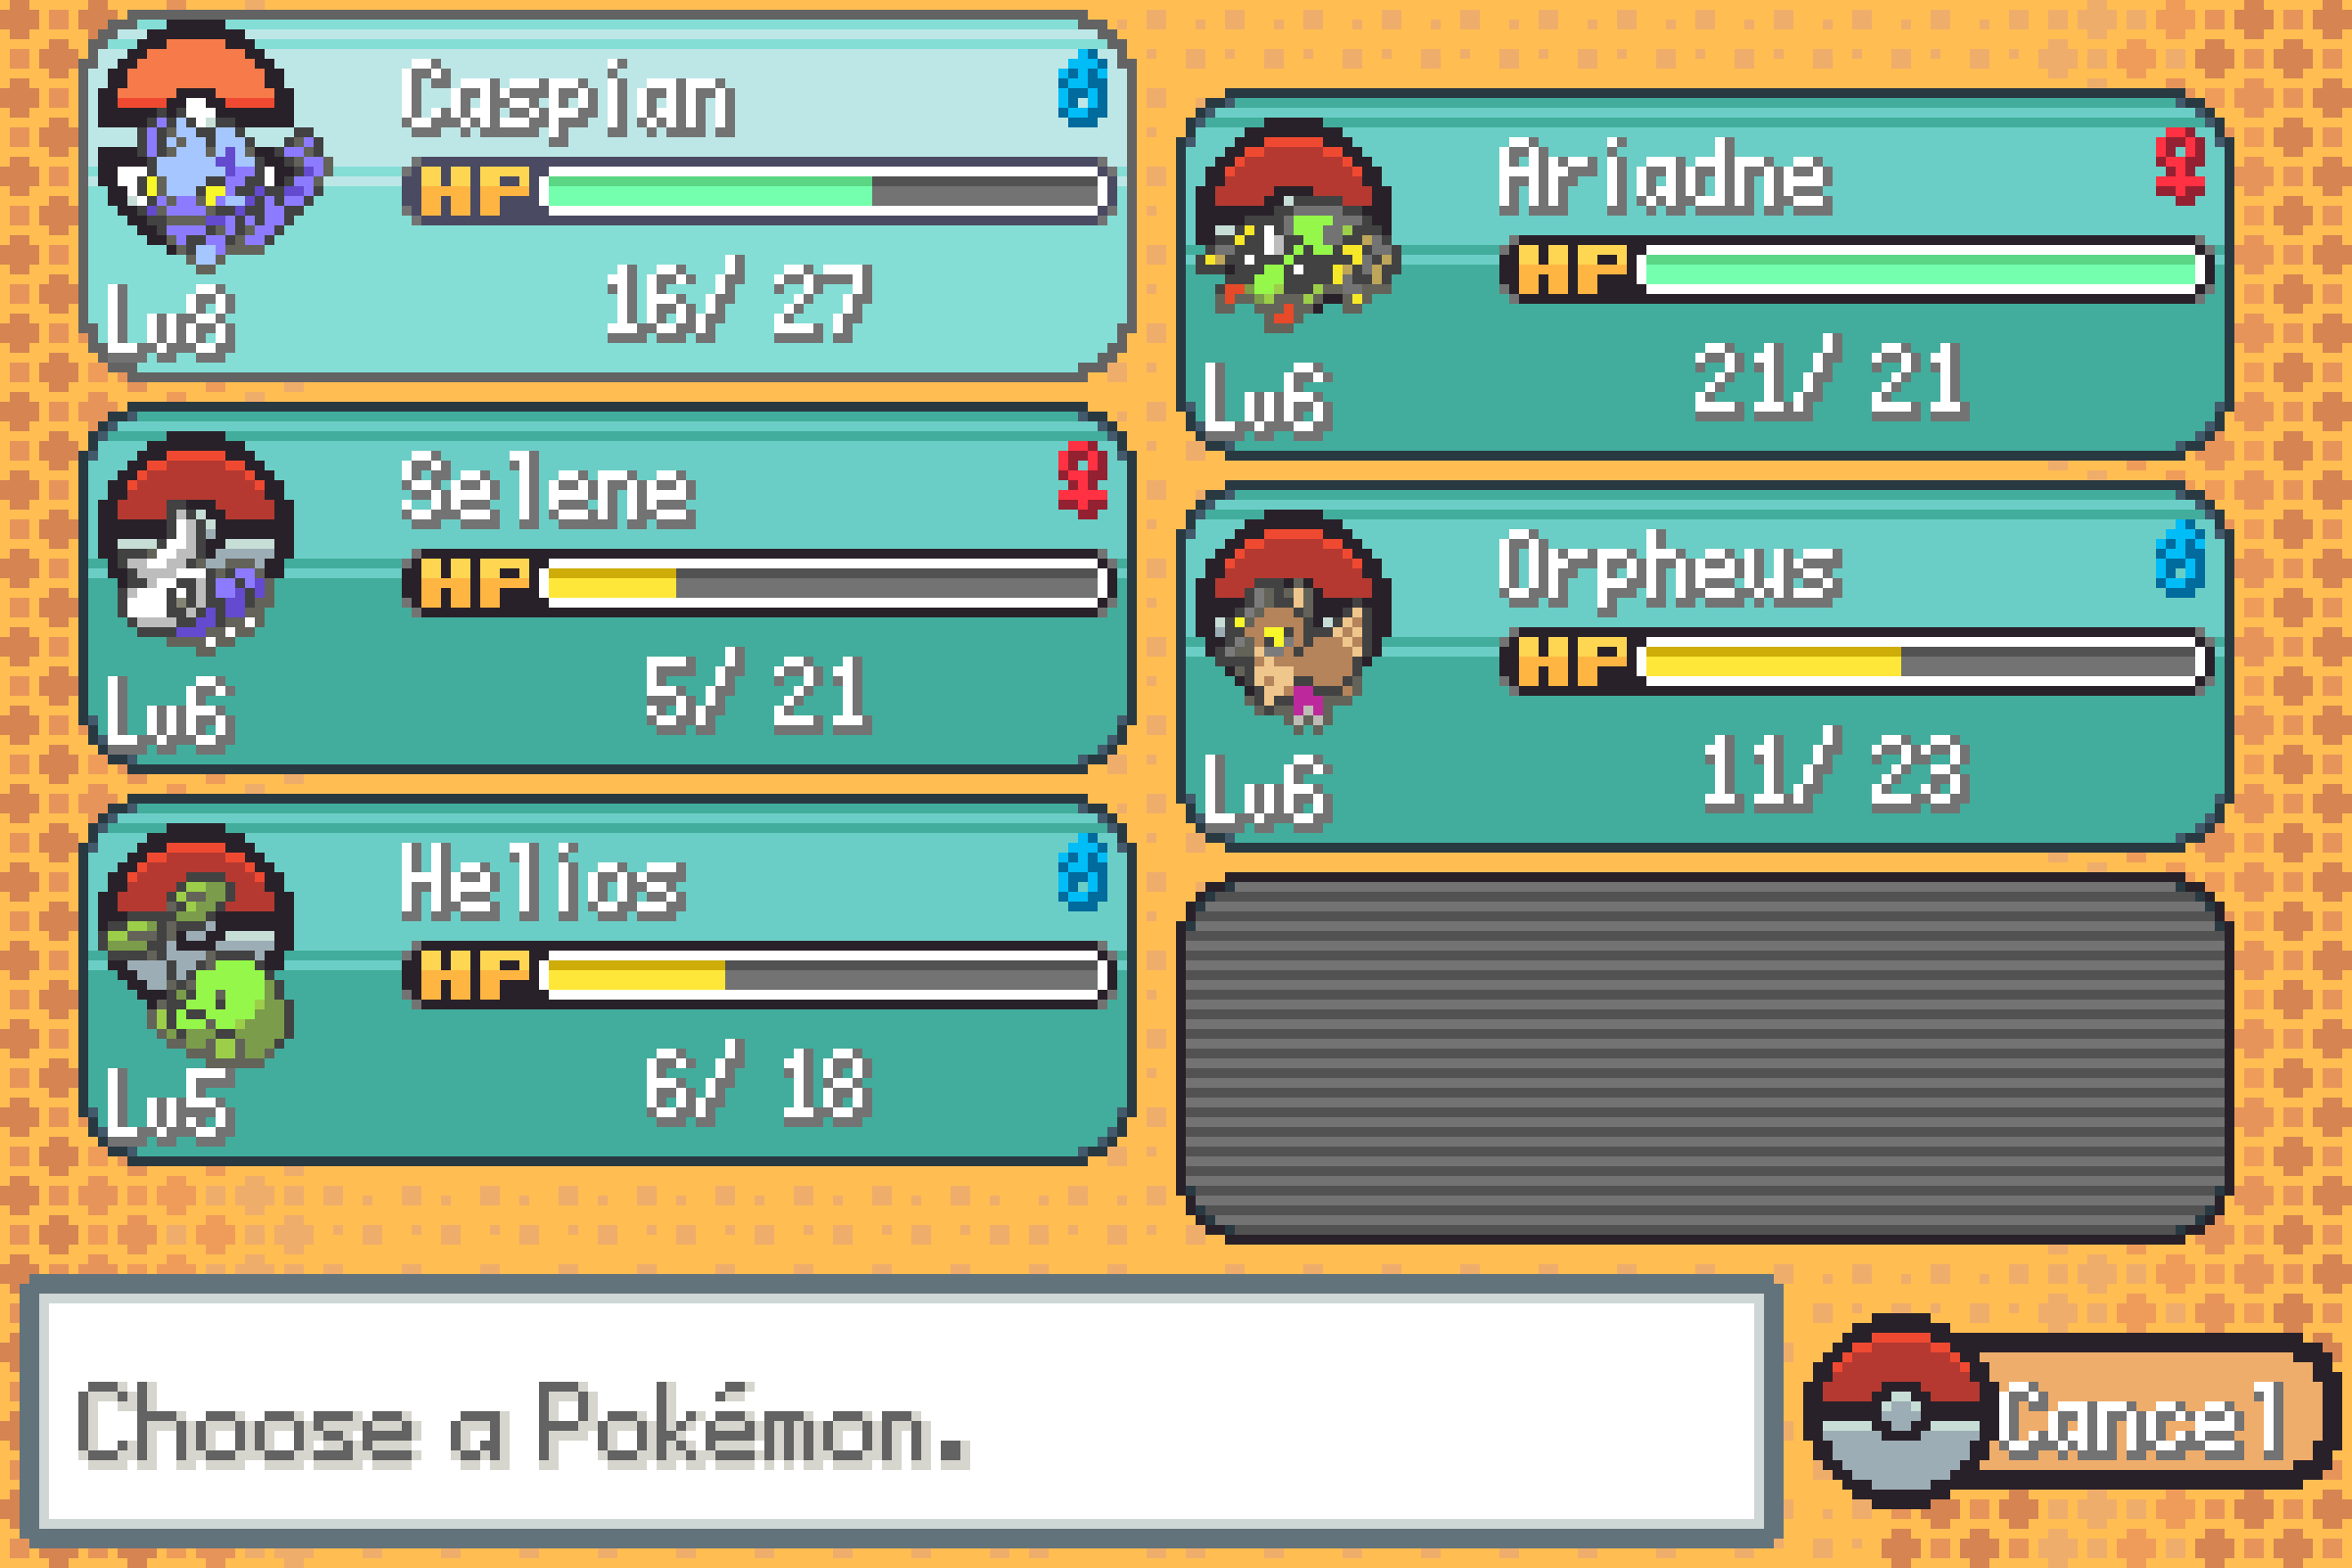 Caspian ♂
HP
16/ 27
Lv8
Selene ♀
HP
5/ 21
Lv6
Helios ♂
HP
6/ 18
Lv5
Ariadne ♀
HP
21/ 21
Lv6
Orpheus ♂
HP
11/ 23
Lv6
Choose a Pokémon.
Cancel